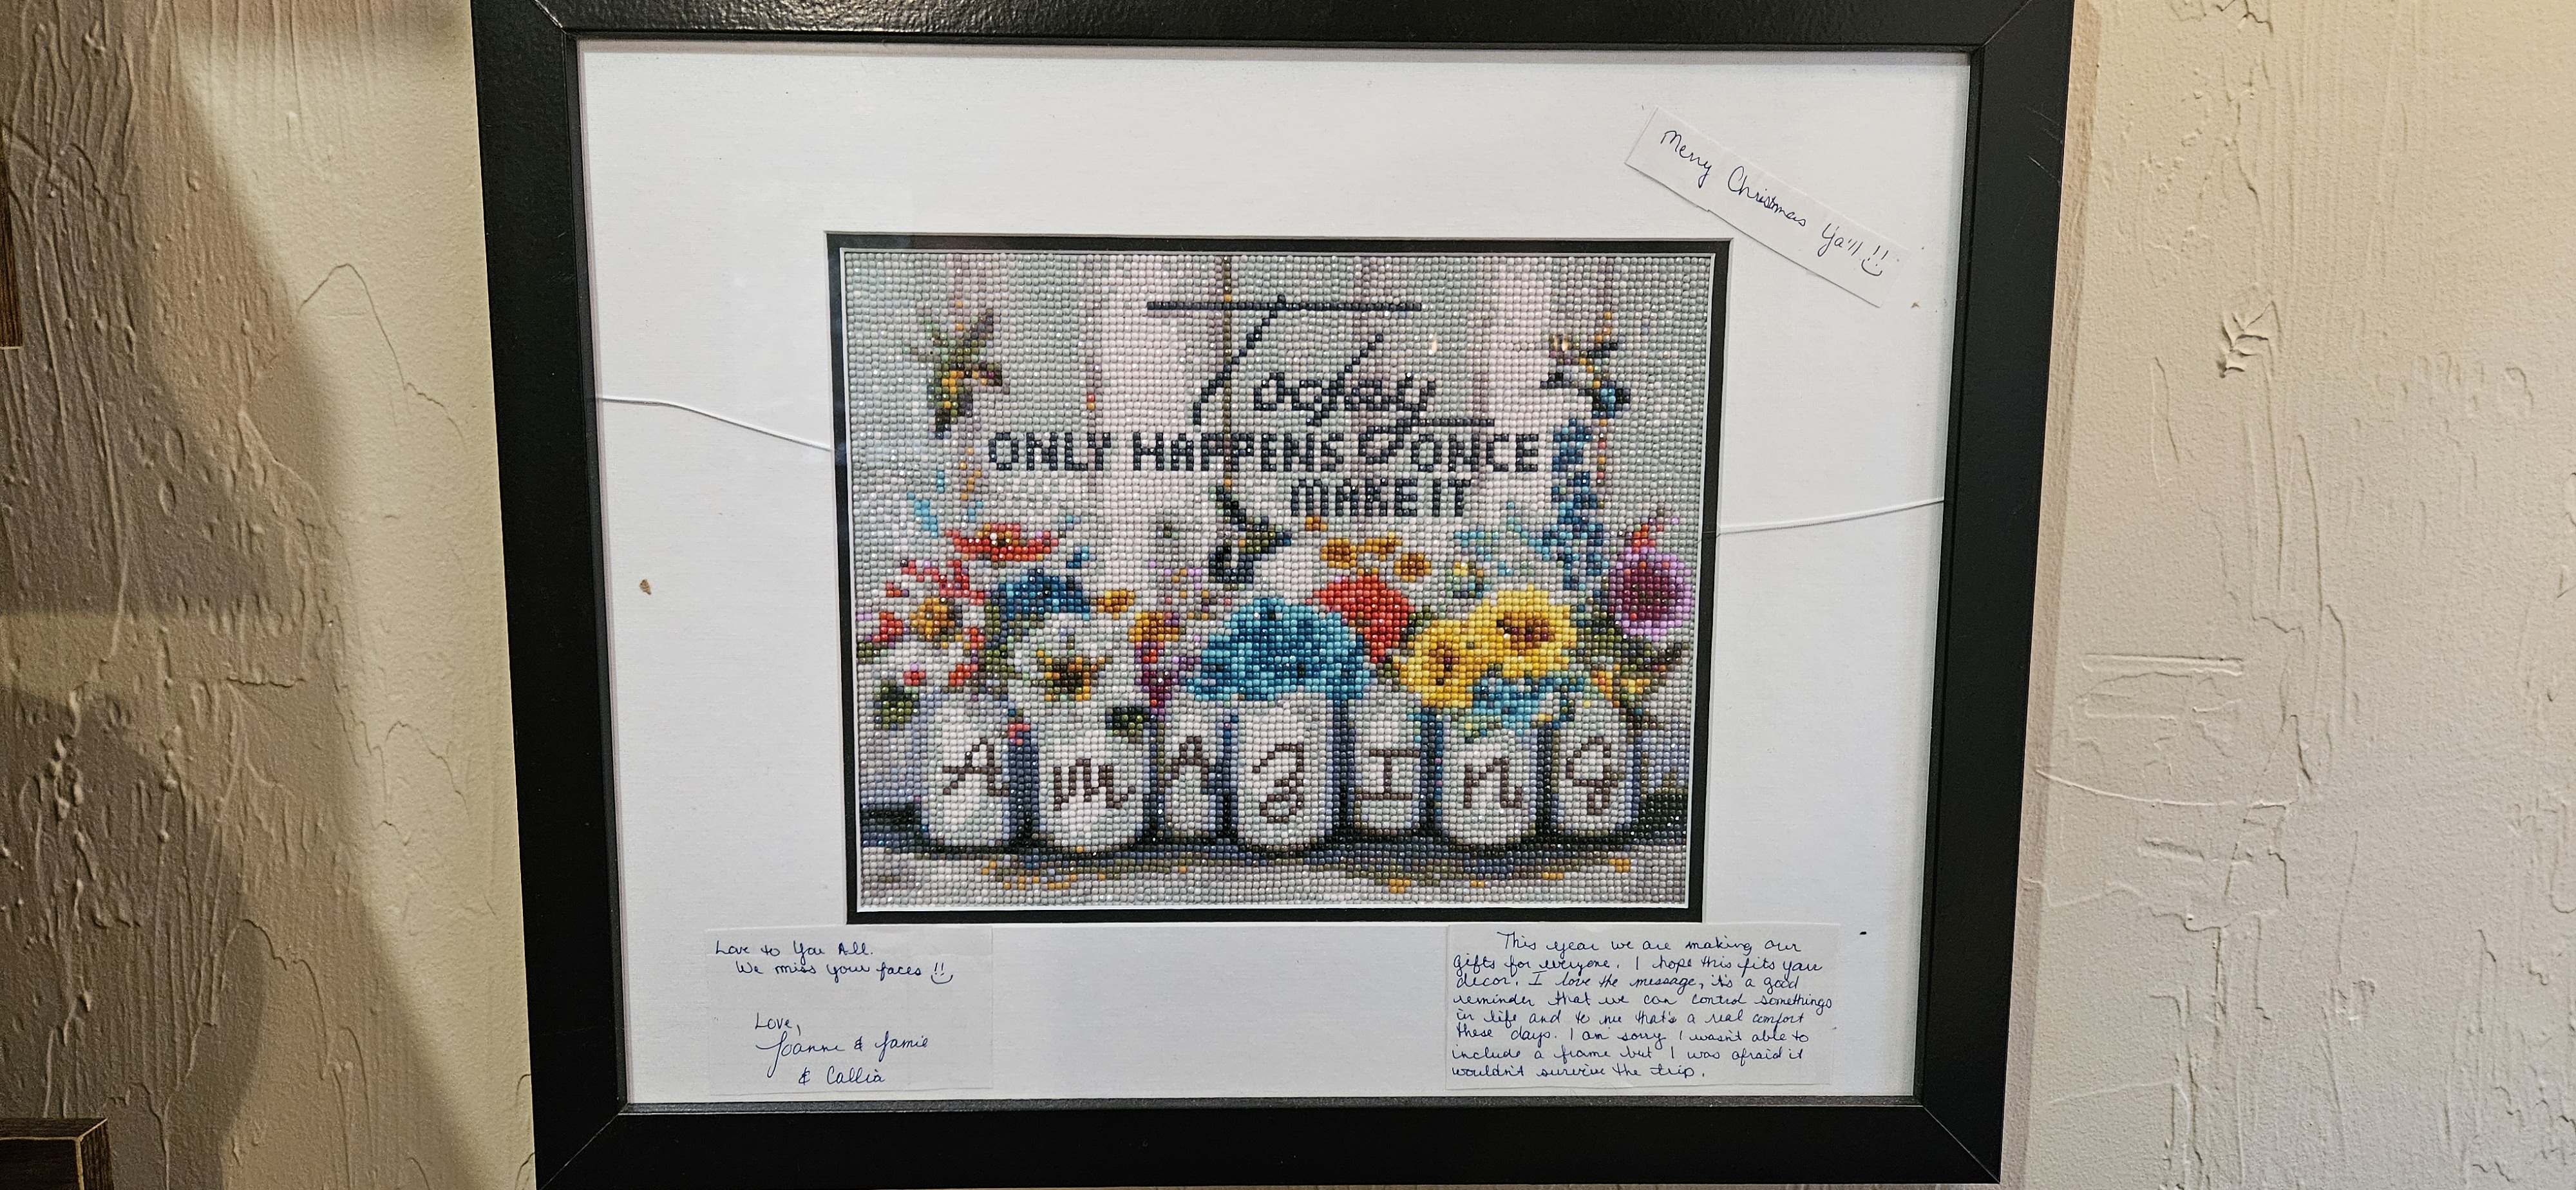 Merry Christmas Ya'll!!
Today
ONLY HAPPENS ONCE
MAKE IT
AmAZING
Love to You All.
We miss your faces!!
Love,
Joanne & Jamie
& Callia
This year we are making our
gifts for everyone. I hope this fits your
decor. I love the message, it's a good
reminder that we can control somethings
in life and to me that's a real comfort
these days. I am sorry I wasn't able to
include a frame but I was afraid it
wouldn't survive the trip.